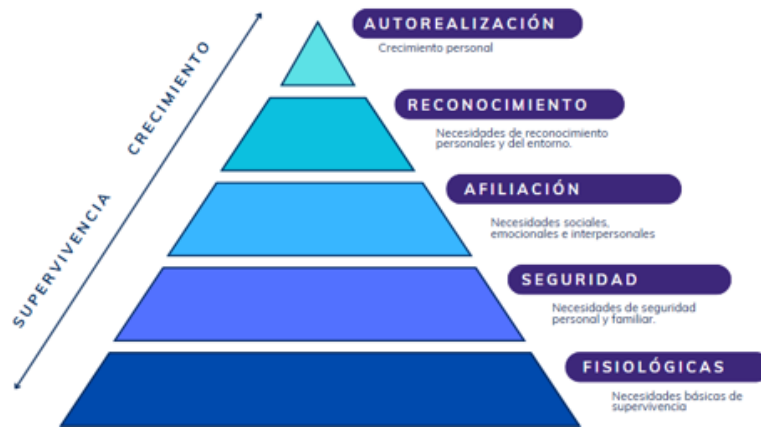 AUTOREALIZACIÓN
Crecimiento personal
RECONOCIMIENTO
Necesidades de reconocimiento
personales y del entorno.
AFILIACIÓN
Necesidades sociales,
emocionales e interpersonales
SEGURIDAD
Necesidades de seguridad
personal y familiar.
FISIOLÓGICAS
Necesidades básicas de
supervivencia
CRECIMIENTO
SUPERVIVENCIA